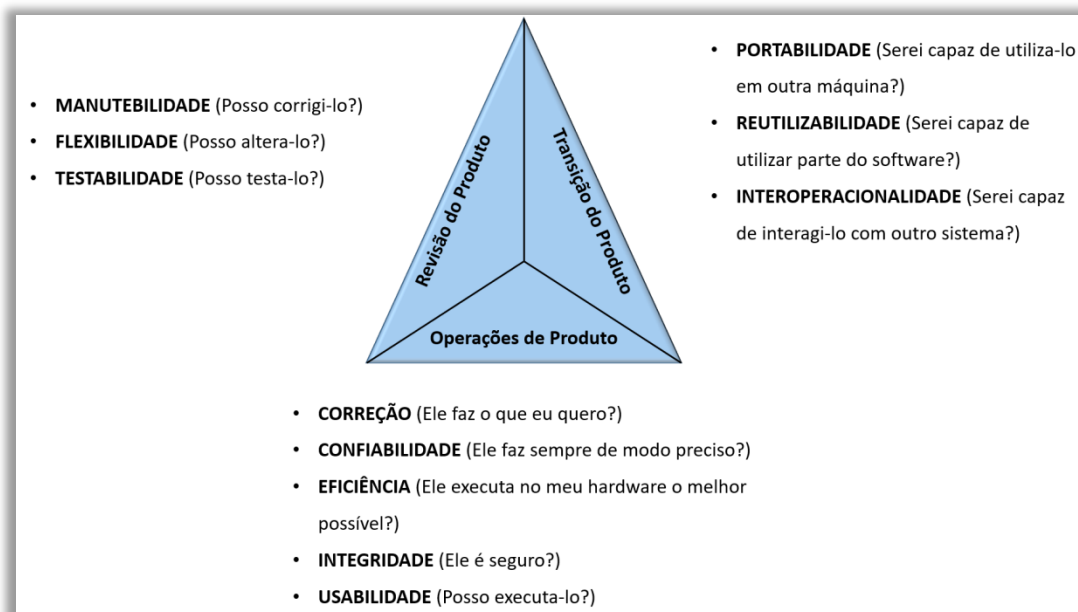 • MANUTEBILIDADE (Posso corrigi-lo?)
• FLEXIBILIDADE (Posso altera-lo?)
• TESTABILIDADE (Posso testa-lo?)
Revisão do Produto
Transição do Produto
Operações de Produto
• PORTABILIDADE (Serei capaz de utiliza-lo
em outra máquina?)
• REUTILIZABILIDADE (Serei capaz de
utilizar parte do software?)
• INTEROPERACIONALIDADE (Serei capaz
de interagi-lo com outro sistema?)
• CORREÇÃO (Ele faz o que eu quero?)
• CONFIABILIDADE (Ele faz sempre de modo preciso?)
• EFICIÊNCIA (Ele executa no meu hardware o melhor
possível?)
• INTEGRIDADE (Ele é seguro?)
• USABILIDADE (Posso executa-lo?)